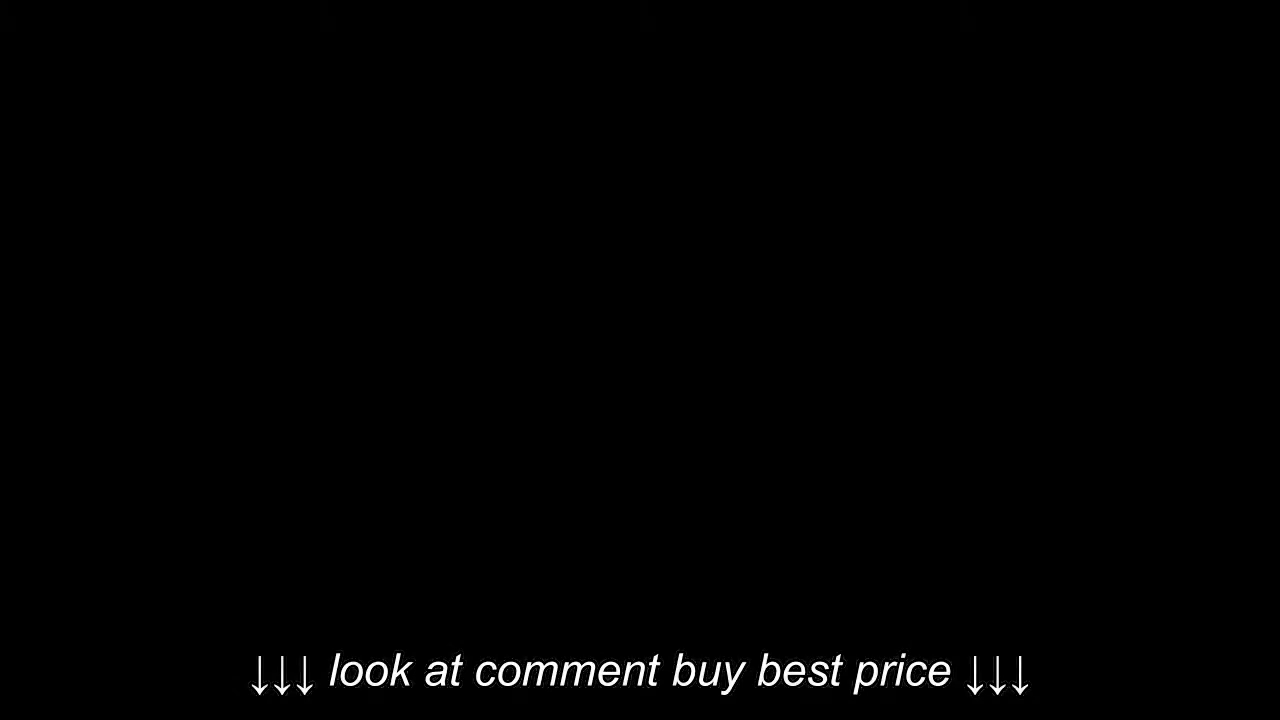 ↓↓↓ look at comment buy best price ↓↓↓